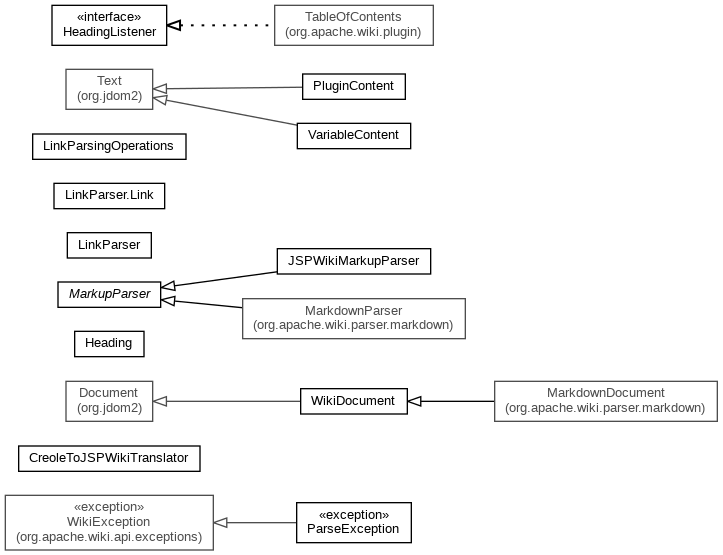 «interface»
HeadingListener
TableOfContents
(org.apache.wiki.plugin)
Text
(org.jdom2)
PluginContent
VariableContent
LinkParsingOperations
LinkParser.Link
LinkParser
JSPWikiMarkupParser
MarkupParser
MarkdownParser
(org.apache.wiki.parser.markdown)
Heading
Document
(org.jdom2)
WikiDocument
MarkdownDocument
(org.apache.wiki.parser.markdown)
CreoleToJSPWikiTranslator
«exception»
WikiException
(org.apache.wiki.api.exceptions)
«exception»
ParseException